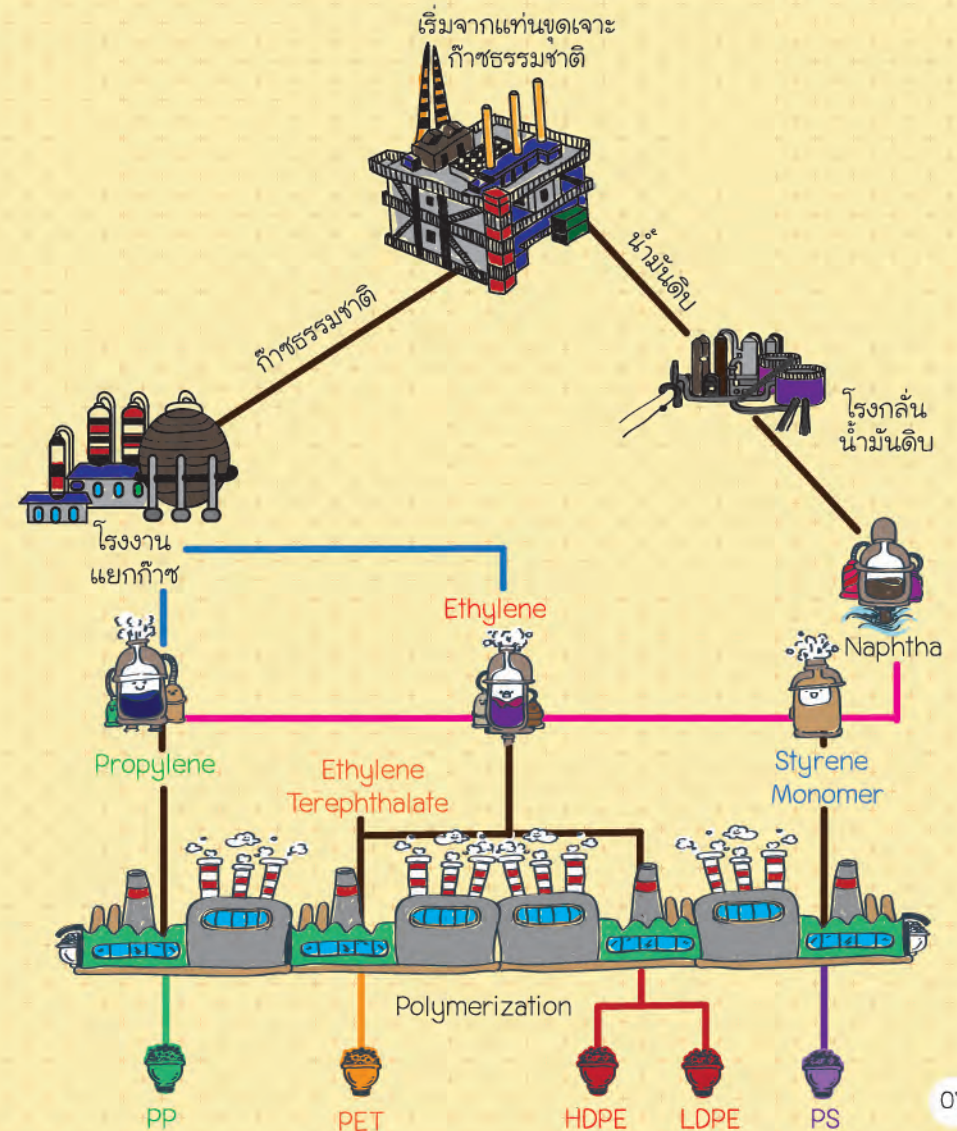 เริ่มจากแท่นขุดเจาะ
ก๊าซธรรมชาติ
ก๊าซธรรมชาติ
น้ำมันดิบ
โรงกลั่น
น้ำมันดิบ
โรงงาน
แยกก๊าซ
Ethylene
Naphtha
Propylene
Ethylene
Terephthalate
Styrene
Monomer
Polymerization
PP
PET
HDPE
LDPE
PS